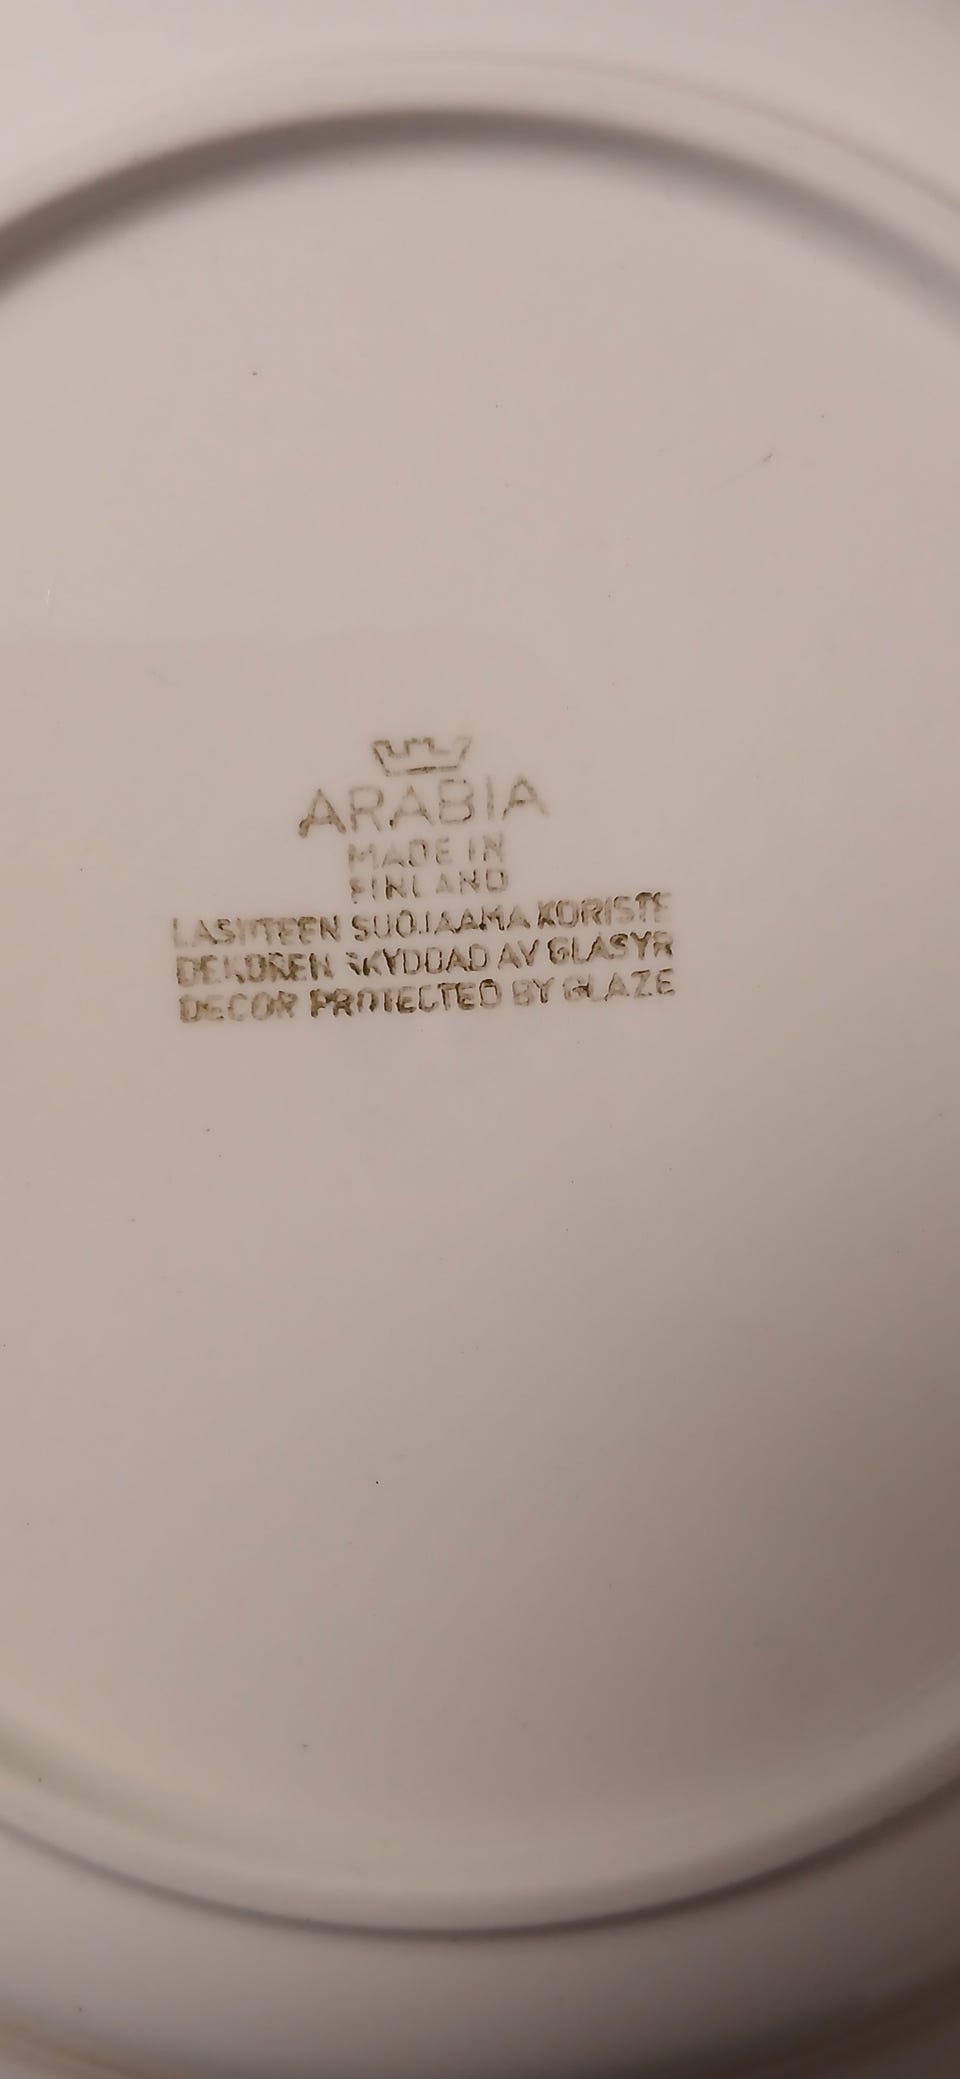 ARABIA
MADE IN
FINLAND
LASITTEEN SUOJAAMA KORISTE
DEKOREN SKYDDAD AV GLASYR
DECOR PROTECTED BY GLAZE